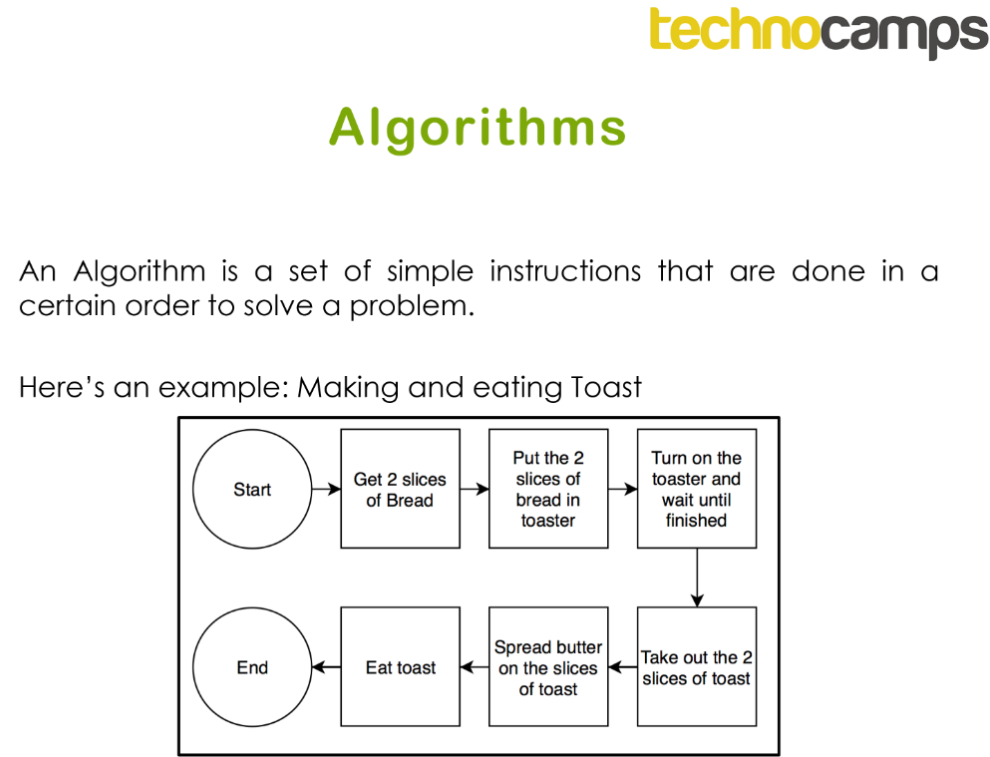 technocamps
Algorithms
An Algorithm is a set of simple instructions that are done in a
certain order to solve a problem.
Here's an example: Making and eating Toast
Start
Get 2 slices
of Bread
Put the 2
slices of
bread in
toaster
Turn on the
toaster and
wait until
finished
Take out the 2
slices of toast
Spread butter
on the slices
of toast
Eat toast
End